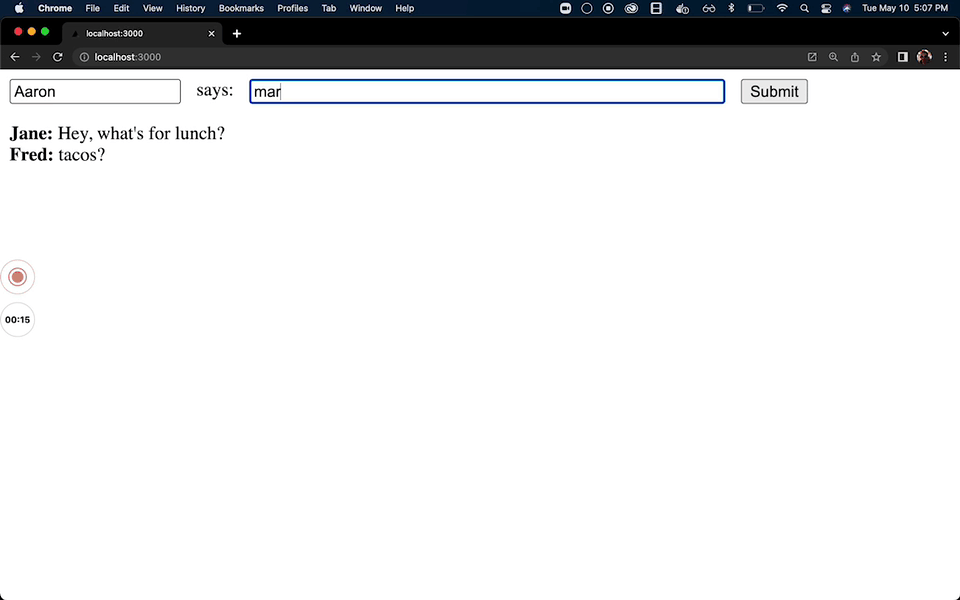 Chrome File Edit View History Bookmarks Profiles Tab Window Help Tue May 10 5:07 PM
localhost:3000
localhost:3000
Aaron says: mar Submit
Jane: Hey, what's for lunch?
Fred: tacos?
00:15